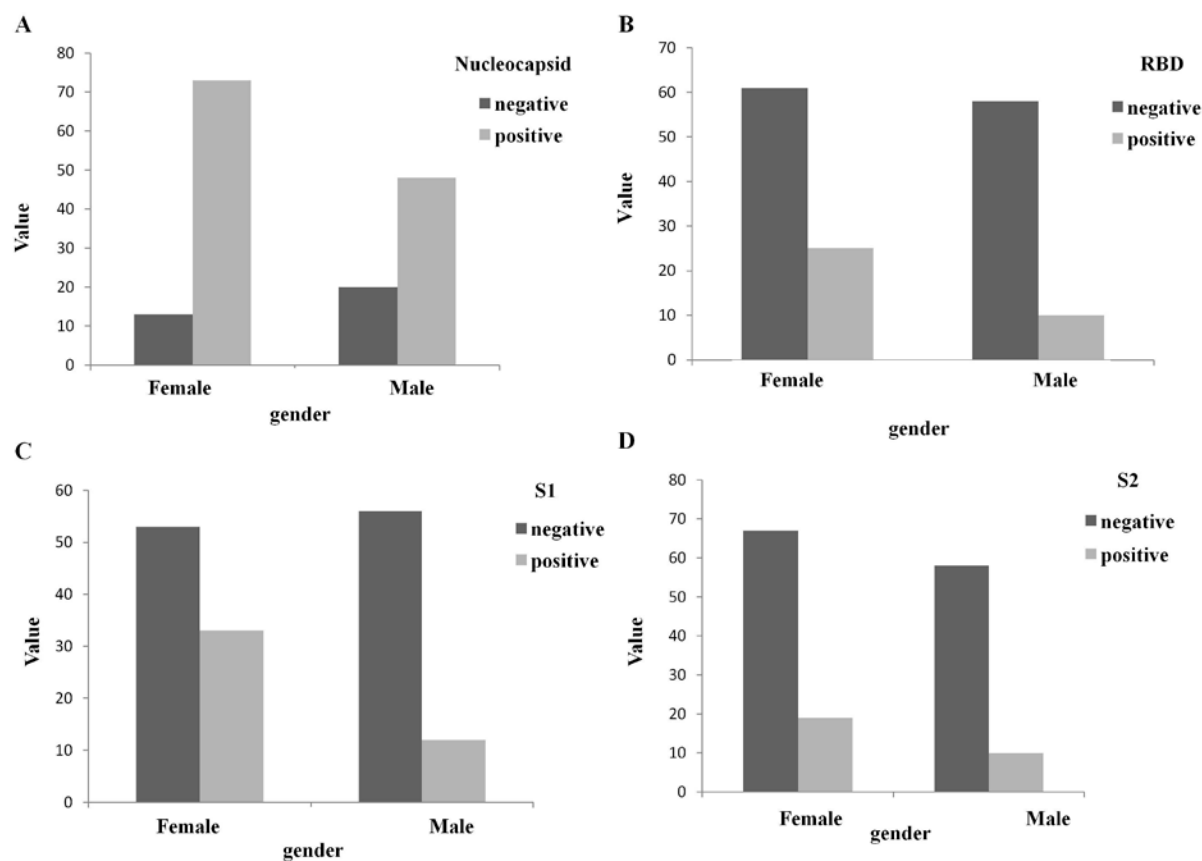 A
Nucleocapsid
negative
positive
Value
80
70
60
50
40
30
20
10
0
Female Male
gender
B
RBD
negative
positive
Value
70
60
50
40
30
20
10
0
Female Male
gender
C
S1
negative
positive
Value
60
50
40
30
20
10
0
Female Male
gender
D
S2
negative
positive
Value
80
70
60
50
40
30
20
10
0
Female Male
gender